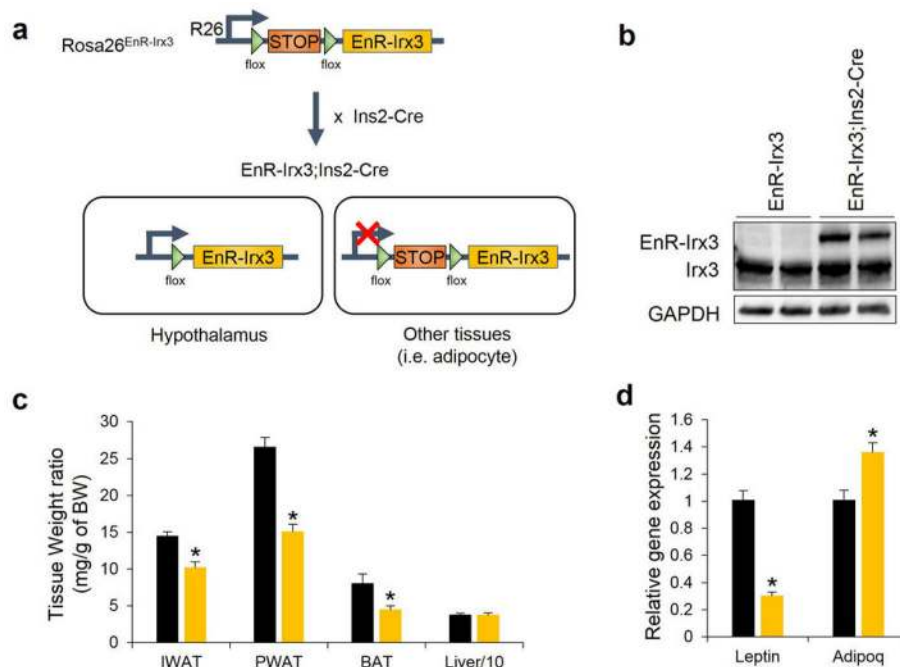 a
Rosa26EnR-Irx3
R26
STOP
EnR-Irx3
flox
flox
x Ins2-Cre
EnR-Irx3;Ins2-Cre
EnR-Irx3
flox
Hypothalamus
STOP
EnR-Irx3
flox
flox
Other tissues
(i.e. adipocyte)
b
EnR-Irx3
EnR-Irx3;Ins2-Cre
EnR-Irx3
Irx3
GAPDH
c
Tissue Weight ratio
(mg/g of BW)
30
25
20
15
10
5
0
*
*
*
IWAT
PWAT
BAT
Liver/10
d
Relative gene expression
1.6
1.4
1.2
1
0.8
0.6
0.4
0.2
0
*
*
Leptin
Adipoq